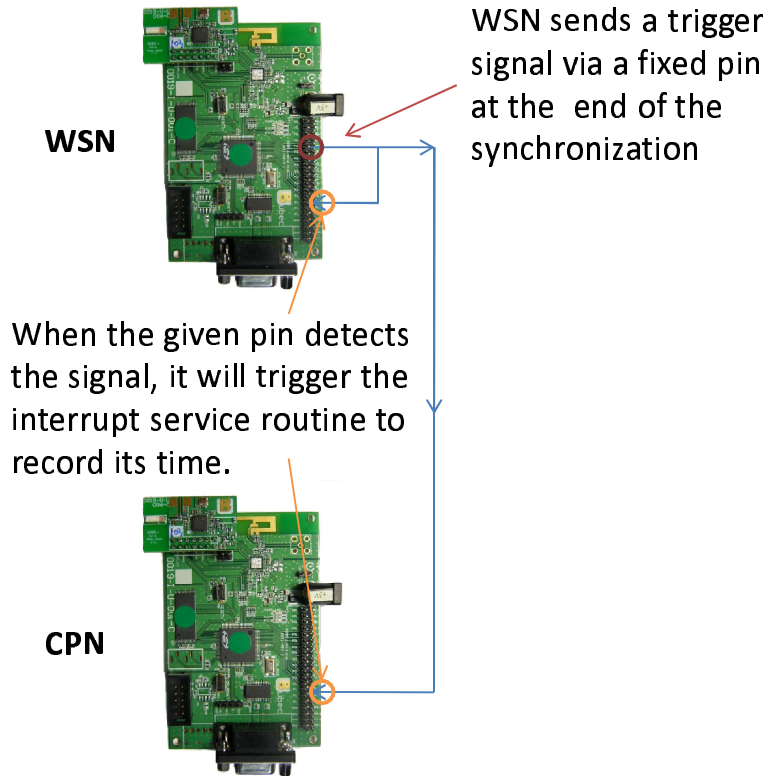 WSN sends a trigger
signal via a fixed pin
at the end of the
synchronization
WSN
When the given pin detects
the signal, it will trigger the
interrupt service routine to
record its time.
CPN